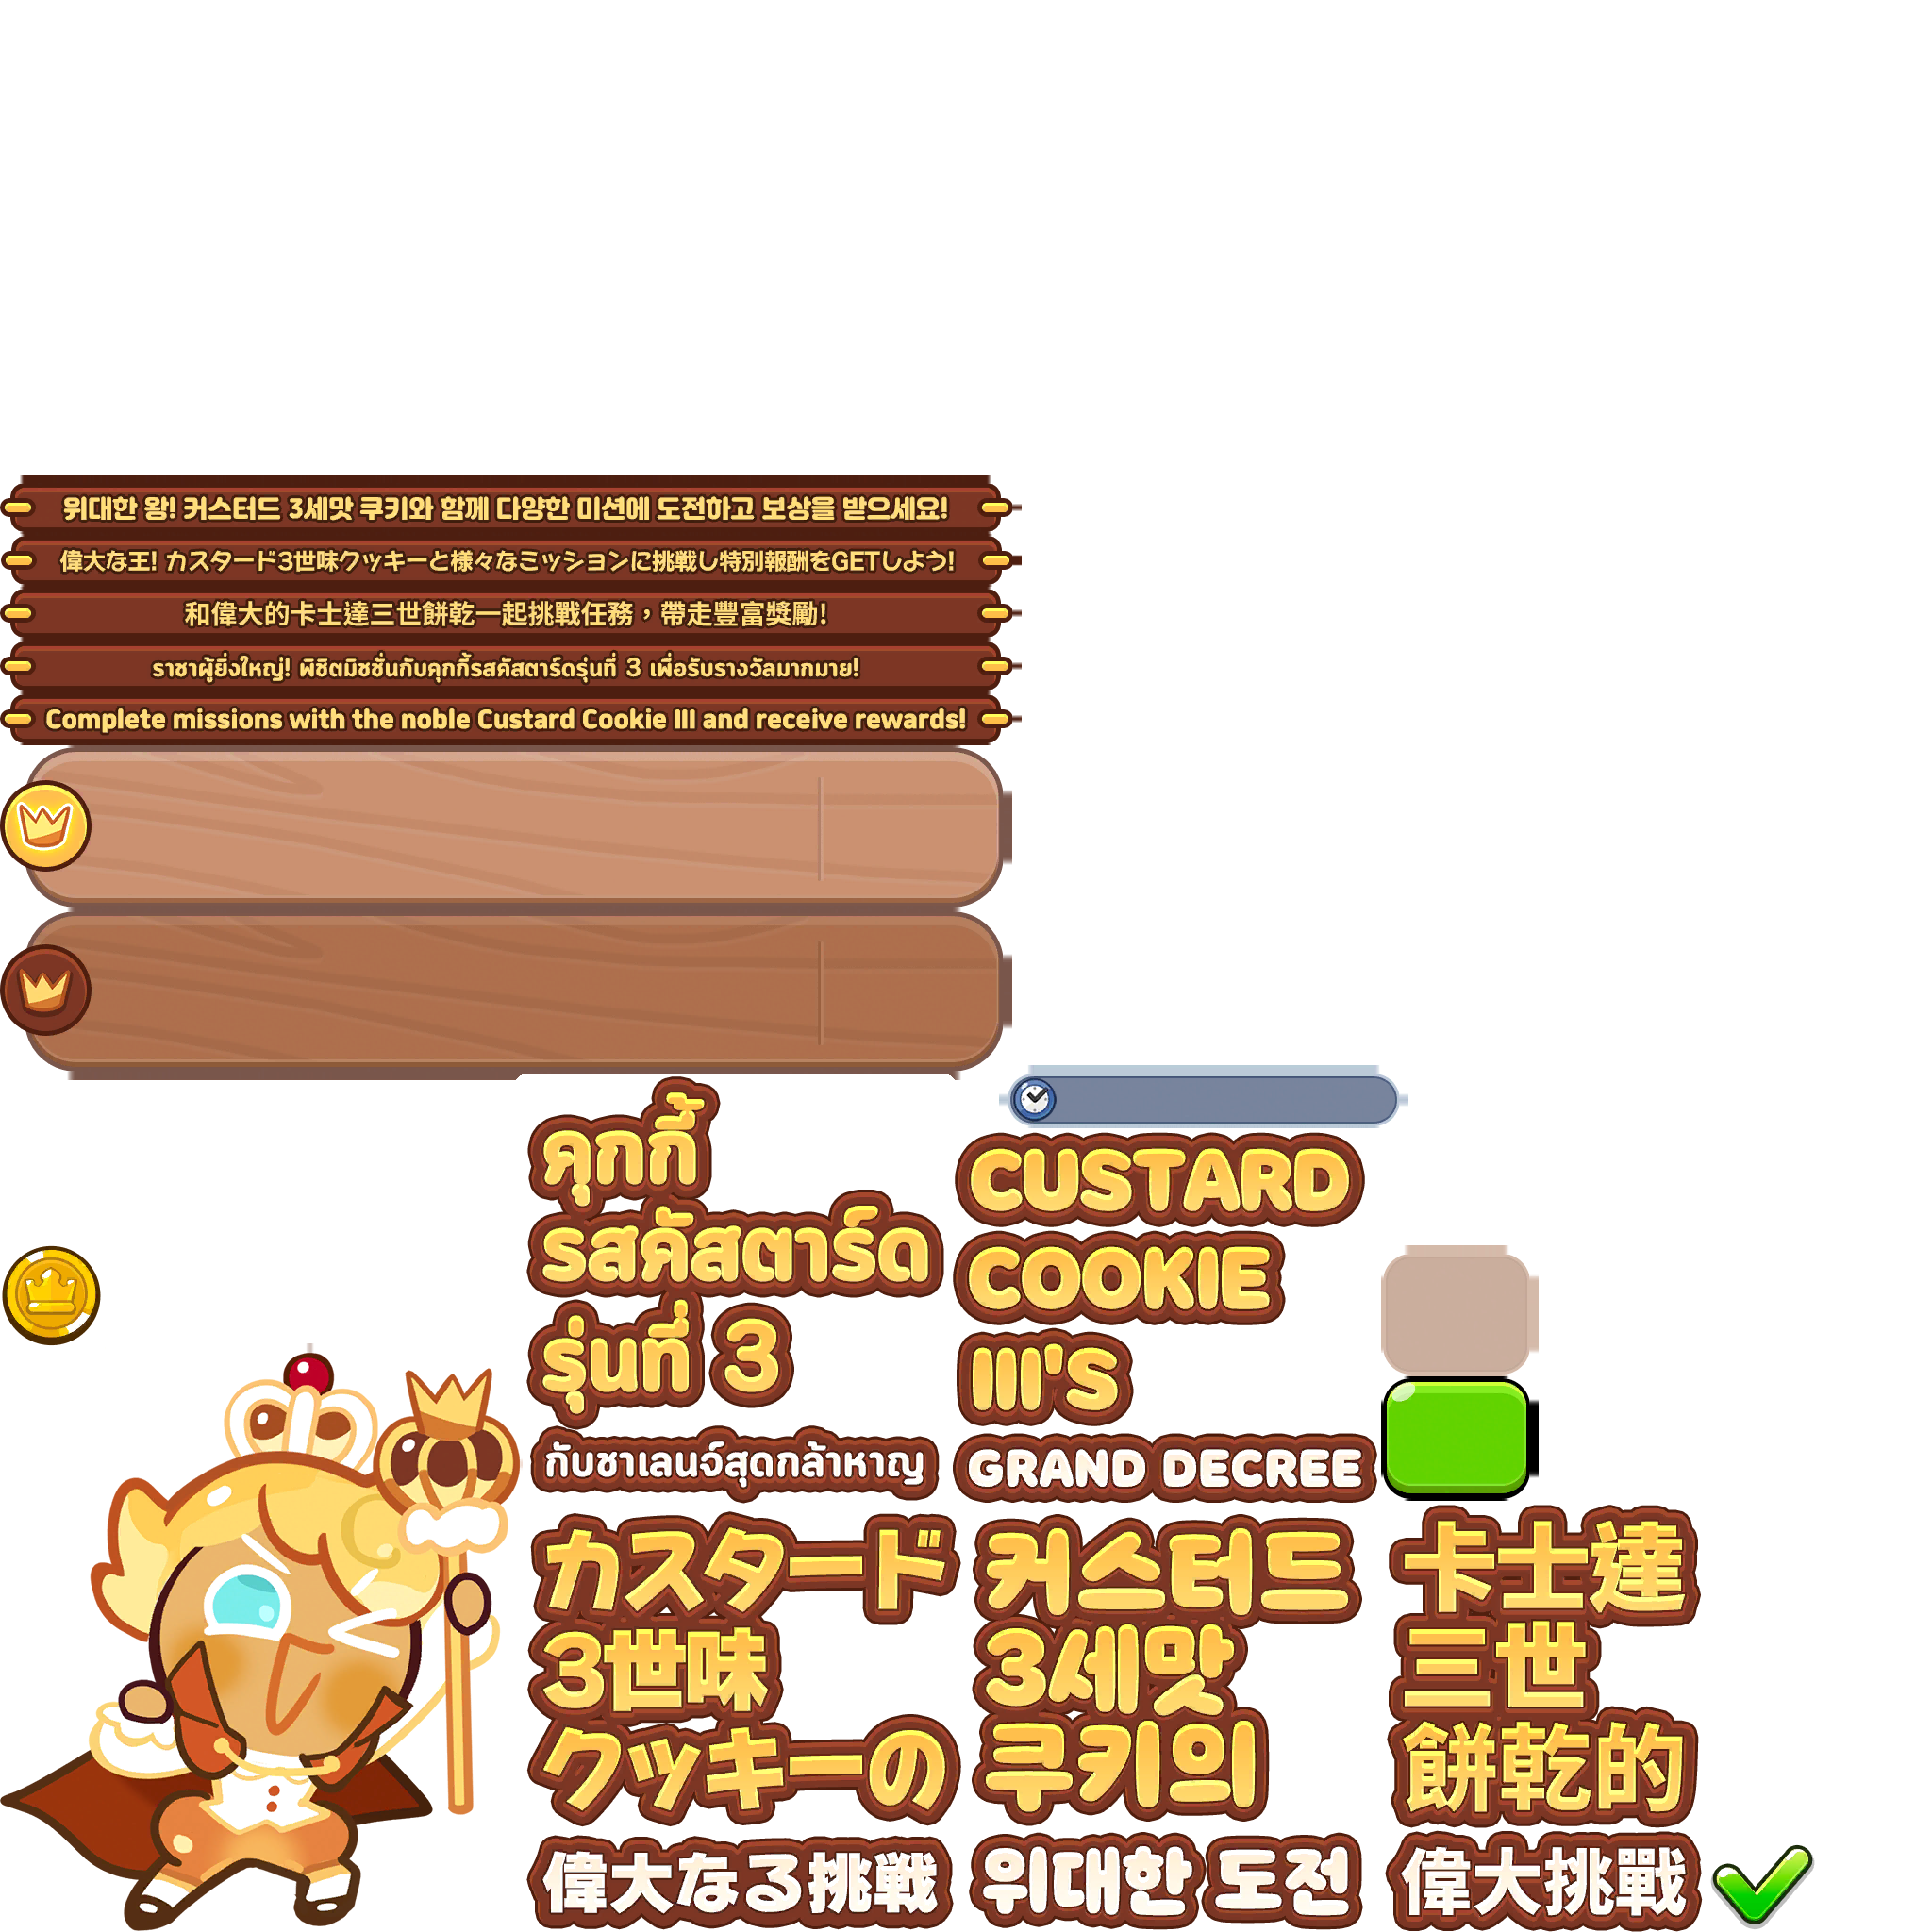 위대한 왕! 커스터드 3세맛 쿠키와 함께 다양한 미션에 도전하고 보상을 받으세요!
偉大な王! カスタード3世味クッキーと様々なミッションに挑戦し特別報酬をGETしよう!
和偉大的卡士達三世餅乾一起挑戰任務，帶走豐富獎勵!
ราชาผู้ยิ่งใหญ่! พิชิตมิชชั่นกับคุกกี้รสคัสตาร์ดรุ่นที่ 3 เพื่อรับรางวัลมากมาย!
Complete missions with the noble Custard Cookie III and receive rewards!
คุกกี้
รสคัสตาร์ด
รุ่นที่ 3
กับชาเลนจ์สุดกล้าหาญ
CUSTARD
COOKIE
III'S
GRAND DECREE
カスタード
3世味
クッキーの
偉大なる挑戦
커스터드
3세맛
쿠키의
위대한 도전
卡士達
三世
餅乾的
偉大挑戰